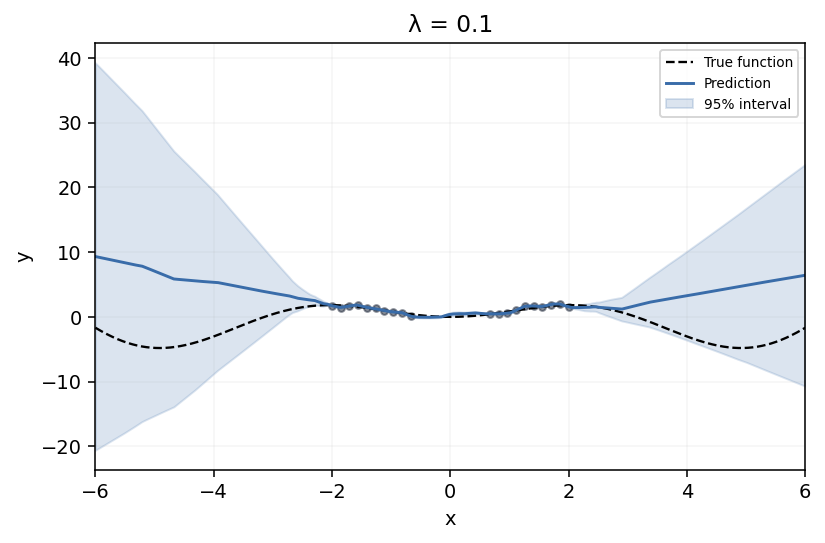 λ = 0.1
40
30
20
10
0
−10
−20
y
True function
Prediction
95% interval
−6
−4
−2
0
2
4
6
x